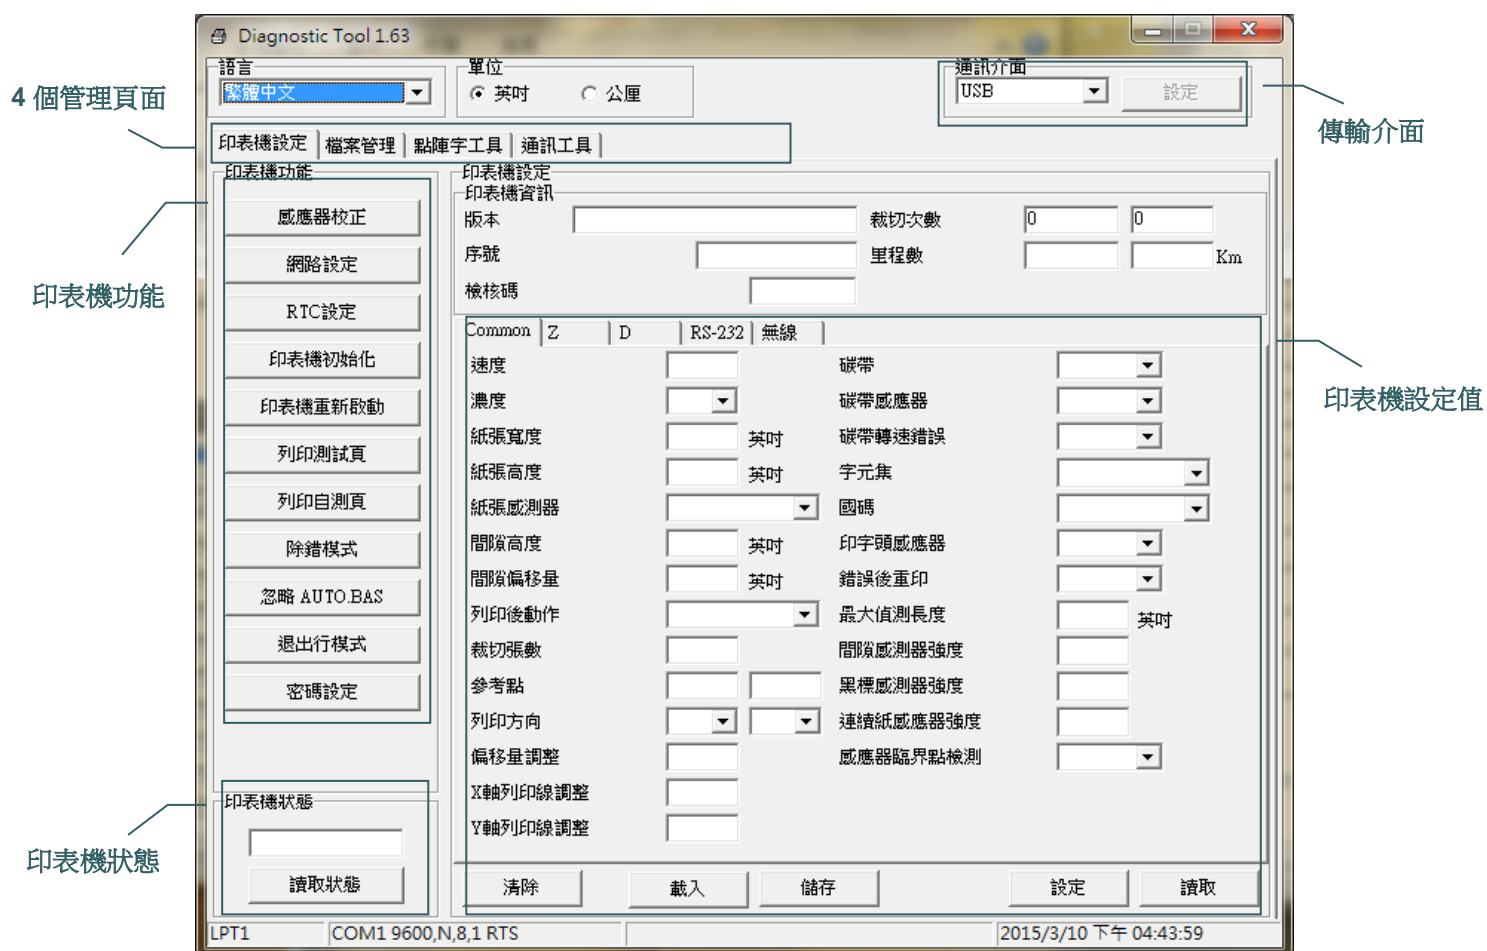 Diagnostic Tool 1.63
語言
單位
通訊介面
繁體中文
英吋
公厘
USB
設定
4 個管理頁面
傳輸介面
印表機設定
檔案管理
點陣字工具
通訊工具
印表機功能
感應器校正
網路設定
RTC設定
印表機初始化
印表機重新啟動
列印測試頁
列印自測頁
除錯模式
忽略 AUTO.BAS
退出行模式
密碼設定
印表機功能
印表機設定
印表機資訊
版本
裁切次數
0
0
序號
里程數
Km
檢核碼
Common
Z
D
RS-232
無線
速度
碳帶
濃度
碳帶感應器
紙張寬度
英吋
碳帶轉速錯誤
紙張高度
英吋
字元集
紙張感測器
國碼
間隙高度
英吋
印字頭感應器
間隙偏移量
英吋
錯誤後重印
列印後動作
最大偵測長度
英吋
裁切張數
間隙感測器強度
參考點
黑標感測器強度
列印方向
連續紙感應器強度
偏移量調整
感應器臨界點檢測
X軸列印線調整
Y軸列印線調整
印表機設定值
印表機狀態
讀取狀態
印表機狀態
清除
載入
儲存
設定
讀取
LPT1
COM1 9600,N,8,1 RTS
2015/3/10 下午 04:43:59